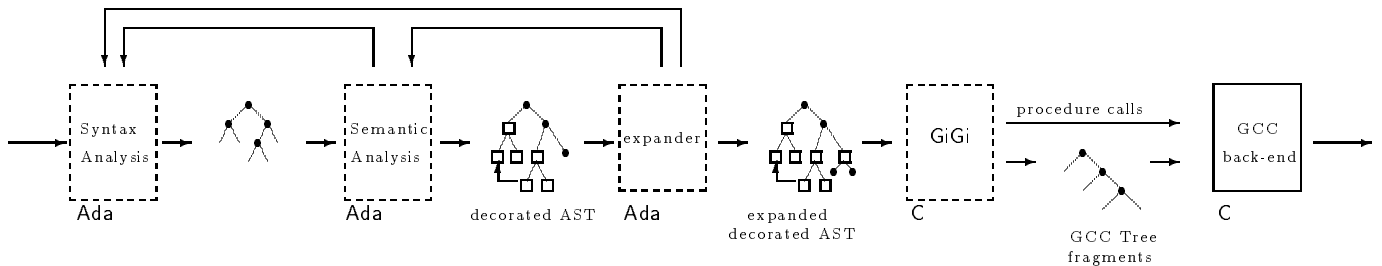 Syntax
Analysis
Ada
Semantic
Analysis
Ada
decorated AST
expander
Ada
expanded
decorated AST
GiGi
C
procedure calls
GCC Tree
fragments
GCC
back-end
C